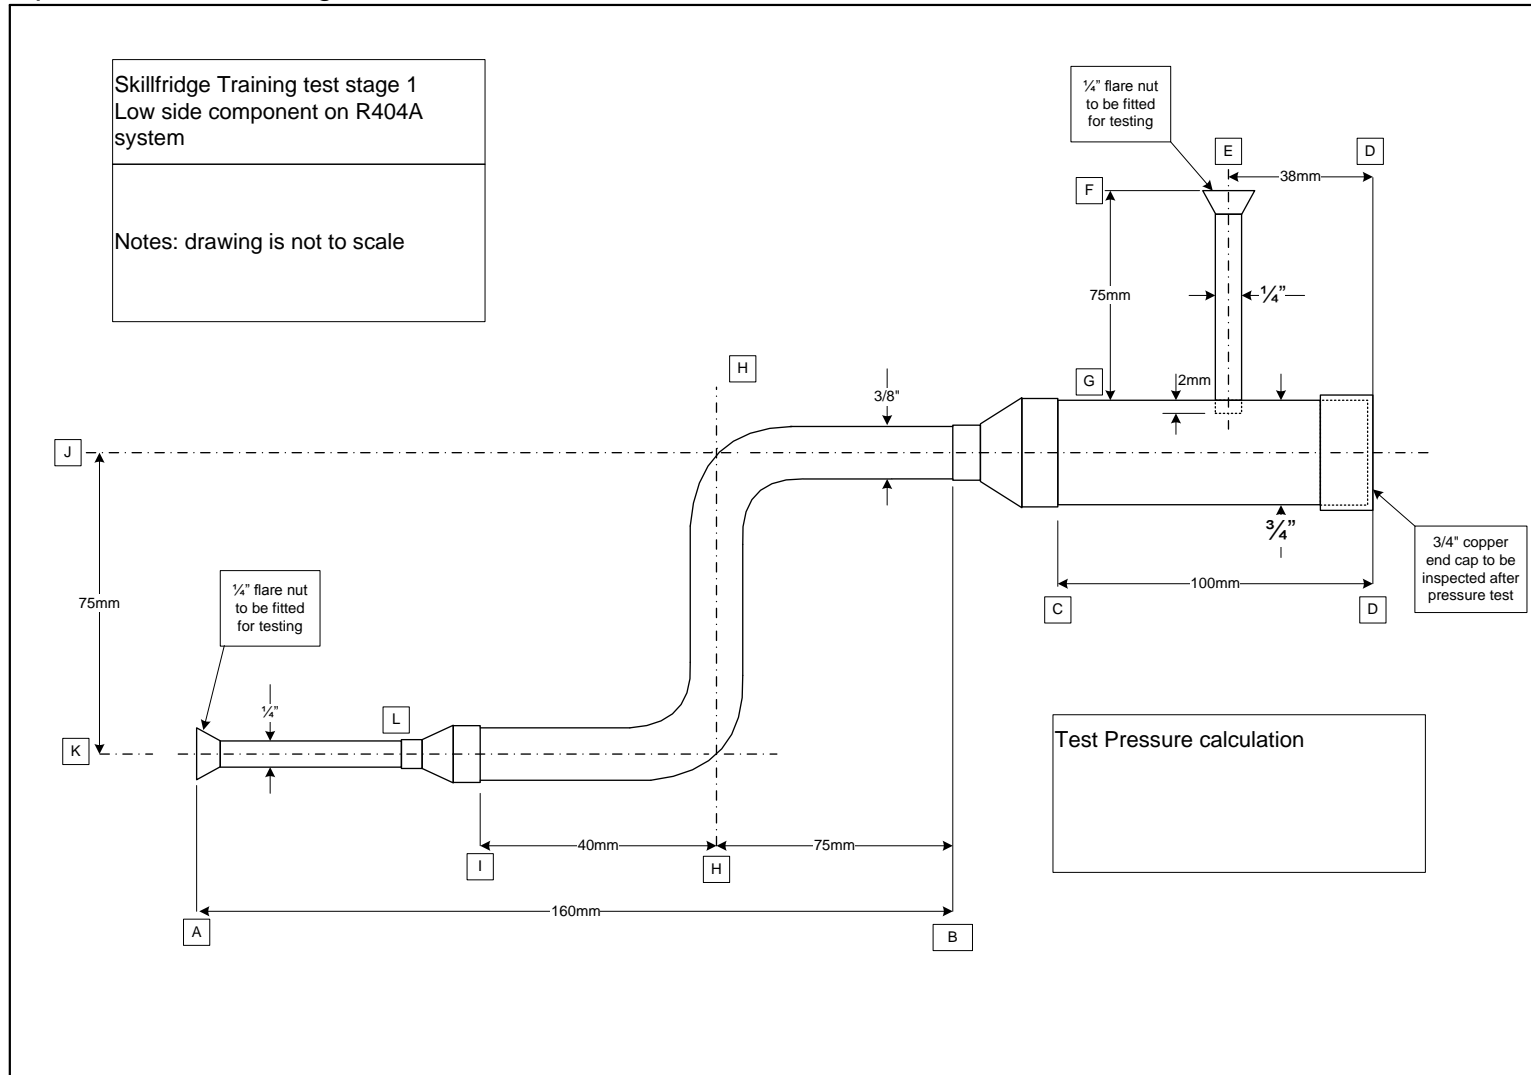 Skillfridge Training test stage 1
Low side component on R404A
system
Notes: drawing is not to scale
¼” flare nut
to be fitted
for testing
E
D
38mm
F
75mm
¼”
G
2mm
H
3/8"
J
¾”
3/4" copper
end cap to be
inspected after
pressure test
100mm
C
D
75mm
¼” flare nut
to be fitted
for testing
¼”
L
K
Test Pressure calculation
40mm
75mm
I
H
160mm
A
B